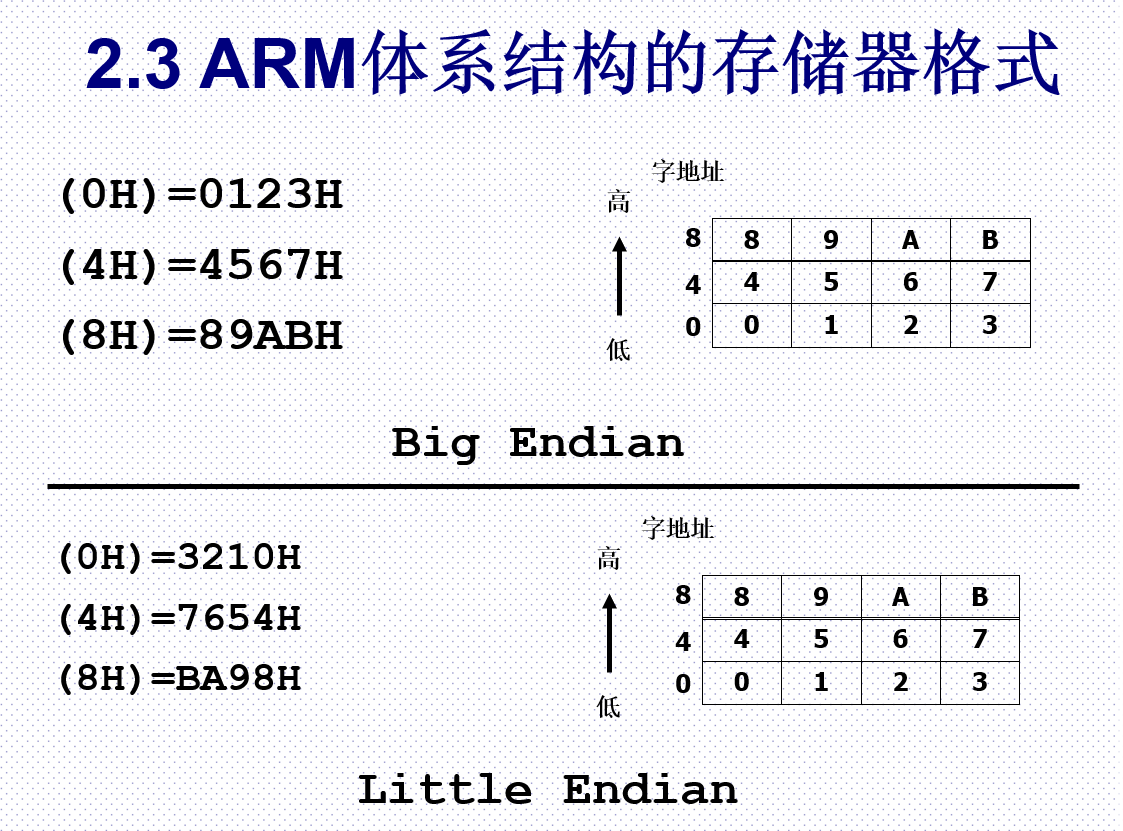 2.3 ARM体系结构的存储器格式
(0H)=0123H
(4H)=4567H
(8H)=89ABH
字地址
高
8 8 9 A B
4 4 5 6 7
0 0 1 2 3
低
Big Endian
(0H)=3210H
(4H)=7654H
(8H)=BA98H
字地址
高
8 8 9 A B
4 4 5 6 7
0 0 1 2 3
低
Little Endian